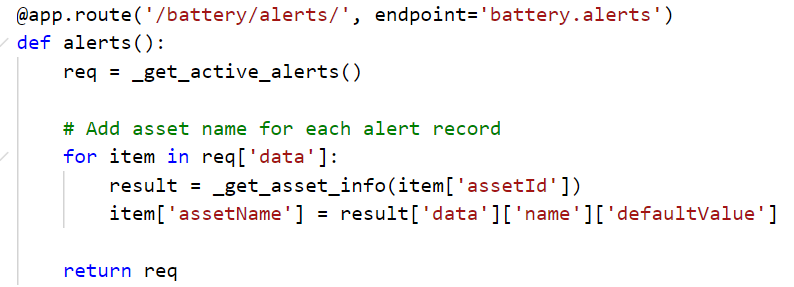 @app.route('/battery/alerts/', endpoint='battery.alerts')
def alerts():
    req = _get_active_alerts()

    # Add asset name for each alert record
    for item in req['data']:
        result = _get_asset_info(item['assetId'])
        item['assetName'] = result['data']['name']['defaultValue']

    return req